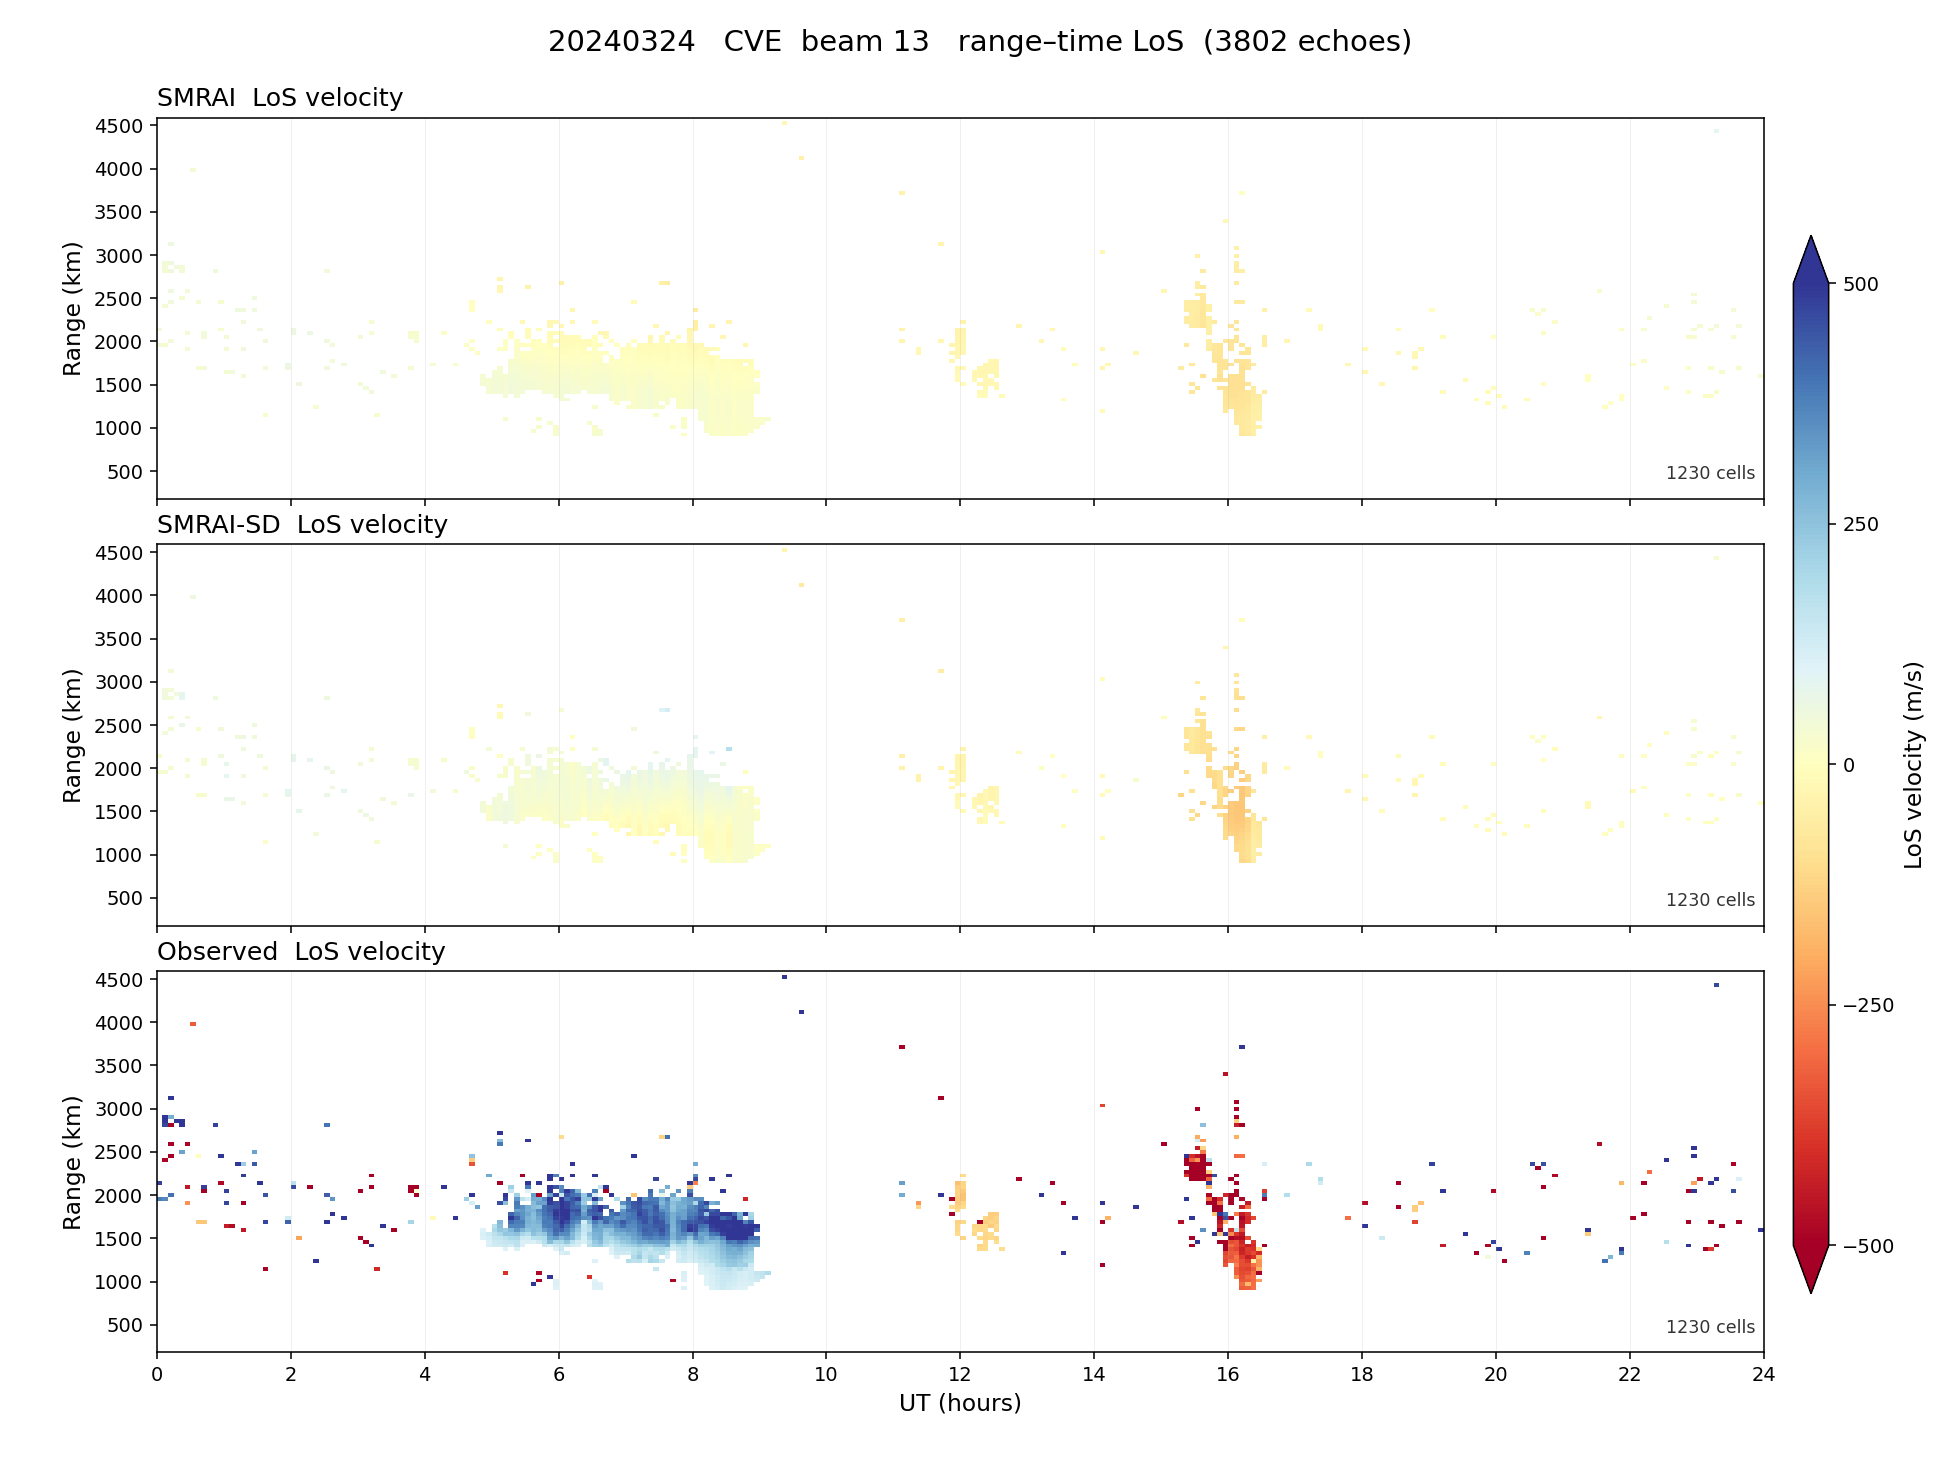 20240324 CVE beam 13 range–time LoS (3802 echoes)
SMRAI LoS velocity
4500
4000
3500
3000
2500
2000
1500
1000
500
Range (km)
1230 cells
SMRAI-SD LoS velocity
4500
4000
3500
3000
2500
2000
1500
1000
500
Range (km)
1230 cells
Observed LoS velocity
4500
4000
3500
3000
2500
2000
1500
1000
500
Range (km)
1230 cells
0 2 4 6 8 10 12 14 16 18 20 22 24
UT (hours)
500
250
0
−250
−500
LoS velocity (m/s)